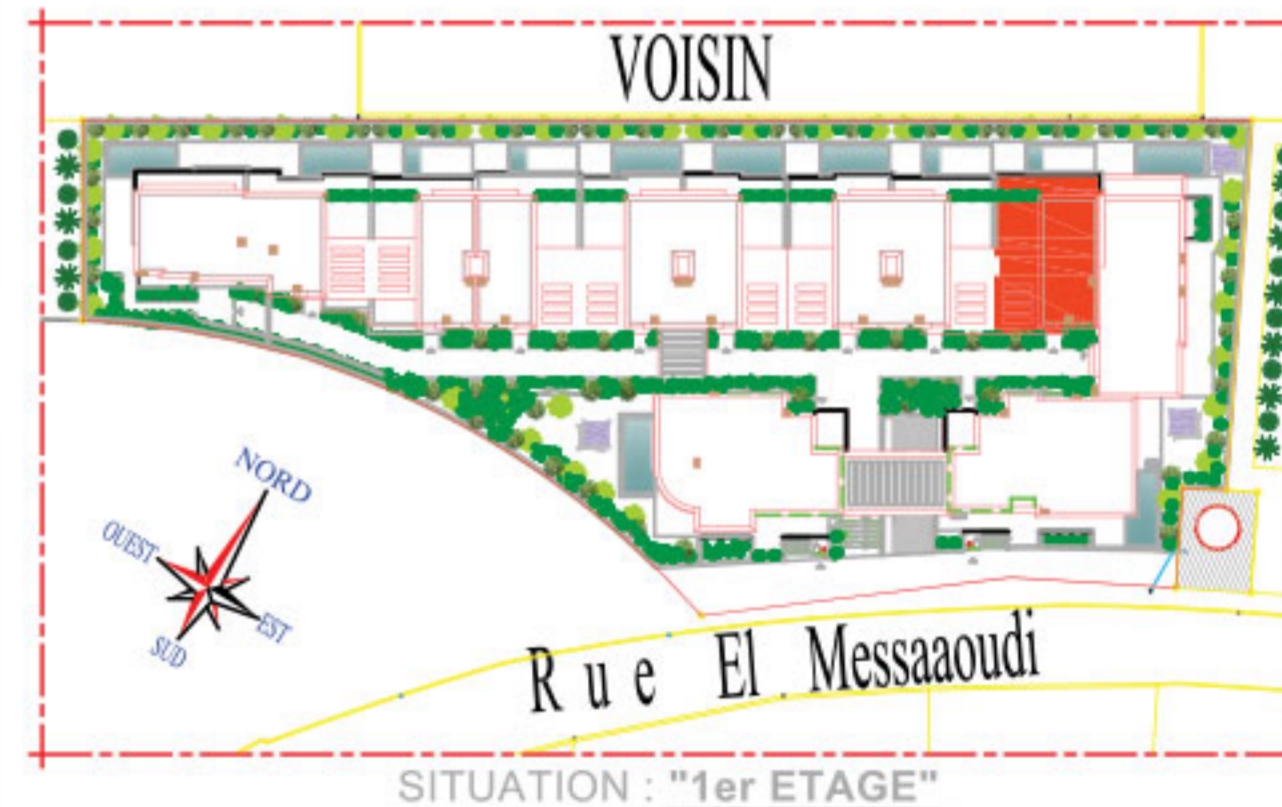 VOISIN
NORD
OUEST
EST
SUD
Rue El Messaaoudi
SITUATION : "1er ETAGE"